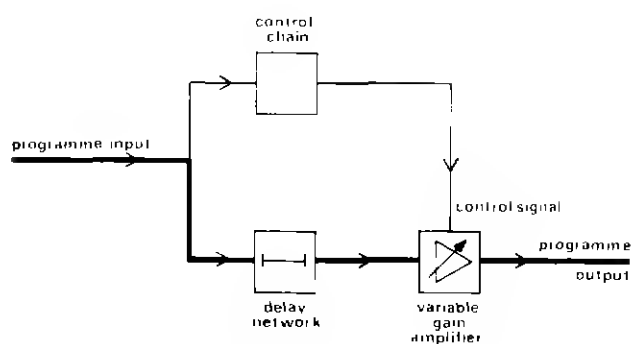 control
chain
programme input
control signal
programme
output
delay
network
variable
gain
amplifier